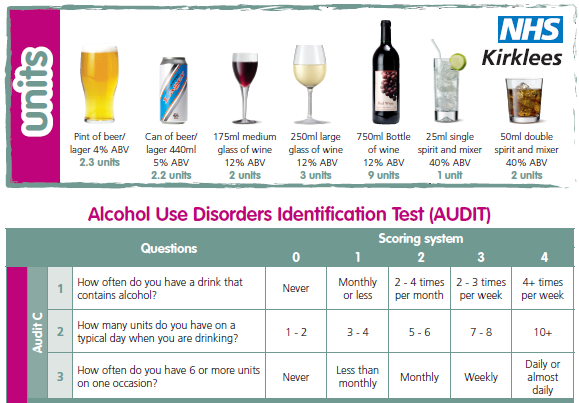 units
NHS
Kirklees
Pint of beer/
lager 4% ABV
2.3 units
Can of beer/
lager 440ml
5% ABV
2.2 units
175ml medium
glass of wine
12% ABV
2 units
250ml large
glass of wine
12% ABV
3 units
750ml Bottle
of wine
12% ABV
9 units
25ml single
spirit and mixer
40% ABV
1 unit
50ml double
spirit and mixer
40% ABV
2 units
Alcohol Use Disorders Identification Test (AUDIT)
Questions
Scoring system
0 1 2 3 4
Audit C
1
How often do you have a drink that
contains alcohol?
Never
Monthly
or less
2 - 4 times
per month
2 - 3 times
per week
4+ times
per week
2
How many units do you have on a
typical day when you are drinking?
1 - 2
3 - 4
5 - 6
7 - 8
10+
3
How often do you have 6 or more units
on one occasion?
Never
Less than
monthly
Monthly
Weekly
Daily or
almost
daily